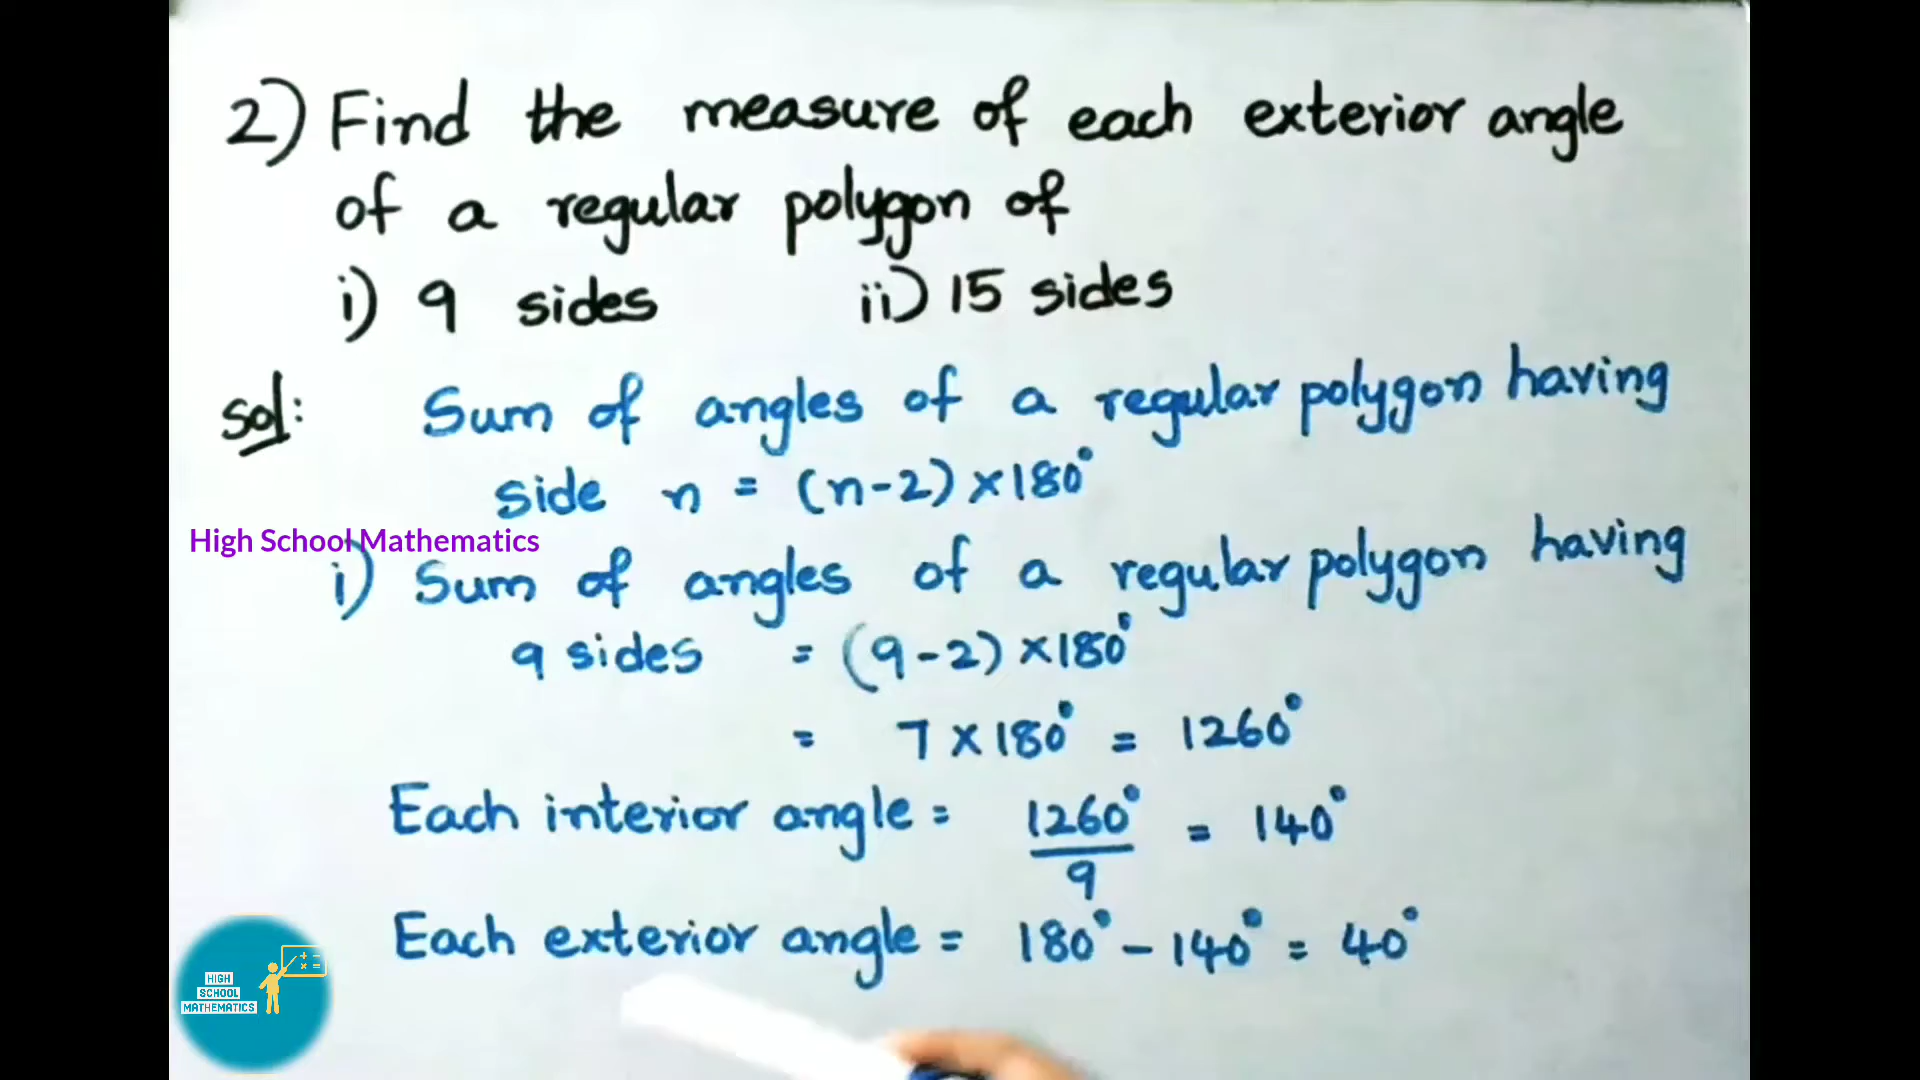 2) Find the measure of each exterior angle
of a regular polygon of
i) 9 sides ii) 15 sides
Sol: Sum of angles of a regular polygon having
side n = (n-2) × 180°
High School Mathematics
i) Sum of angles of a regular polygon having
9 sides = (9-2) × 180°
= 7 × 180° = 1260°
Each interior angle = 1260°/9 = 140°
Each exterior angle = 180° - 140° = 40°
HIGH
SCHOOL
MATHEMATICS